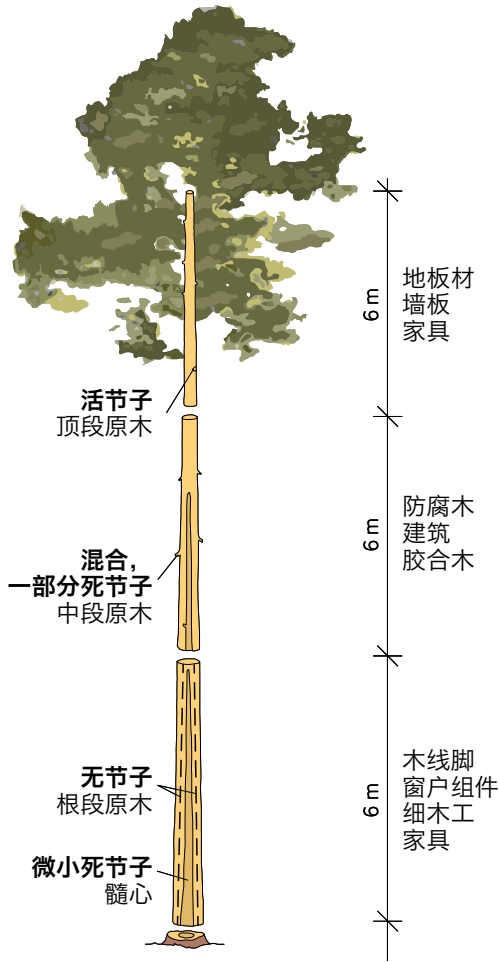 6 m
地板材
墙板
家具
活节子
顶段原木
6 m
防腐木
建筑
胶合木
混合，
一部分死节子
中段原木
6 m
木线脚
窗户组件
细木工
家具
无节子
根段原木
微小死节子
髓心